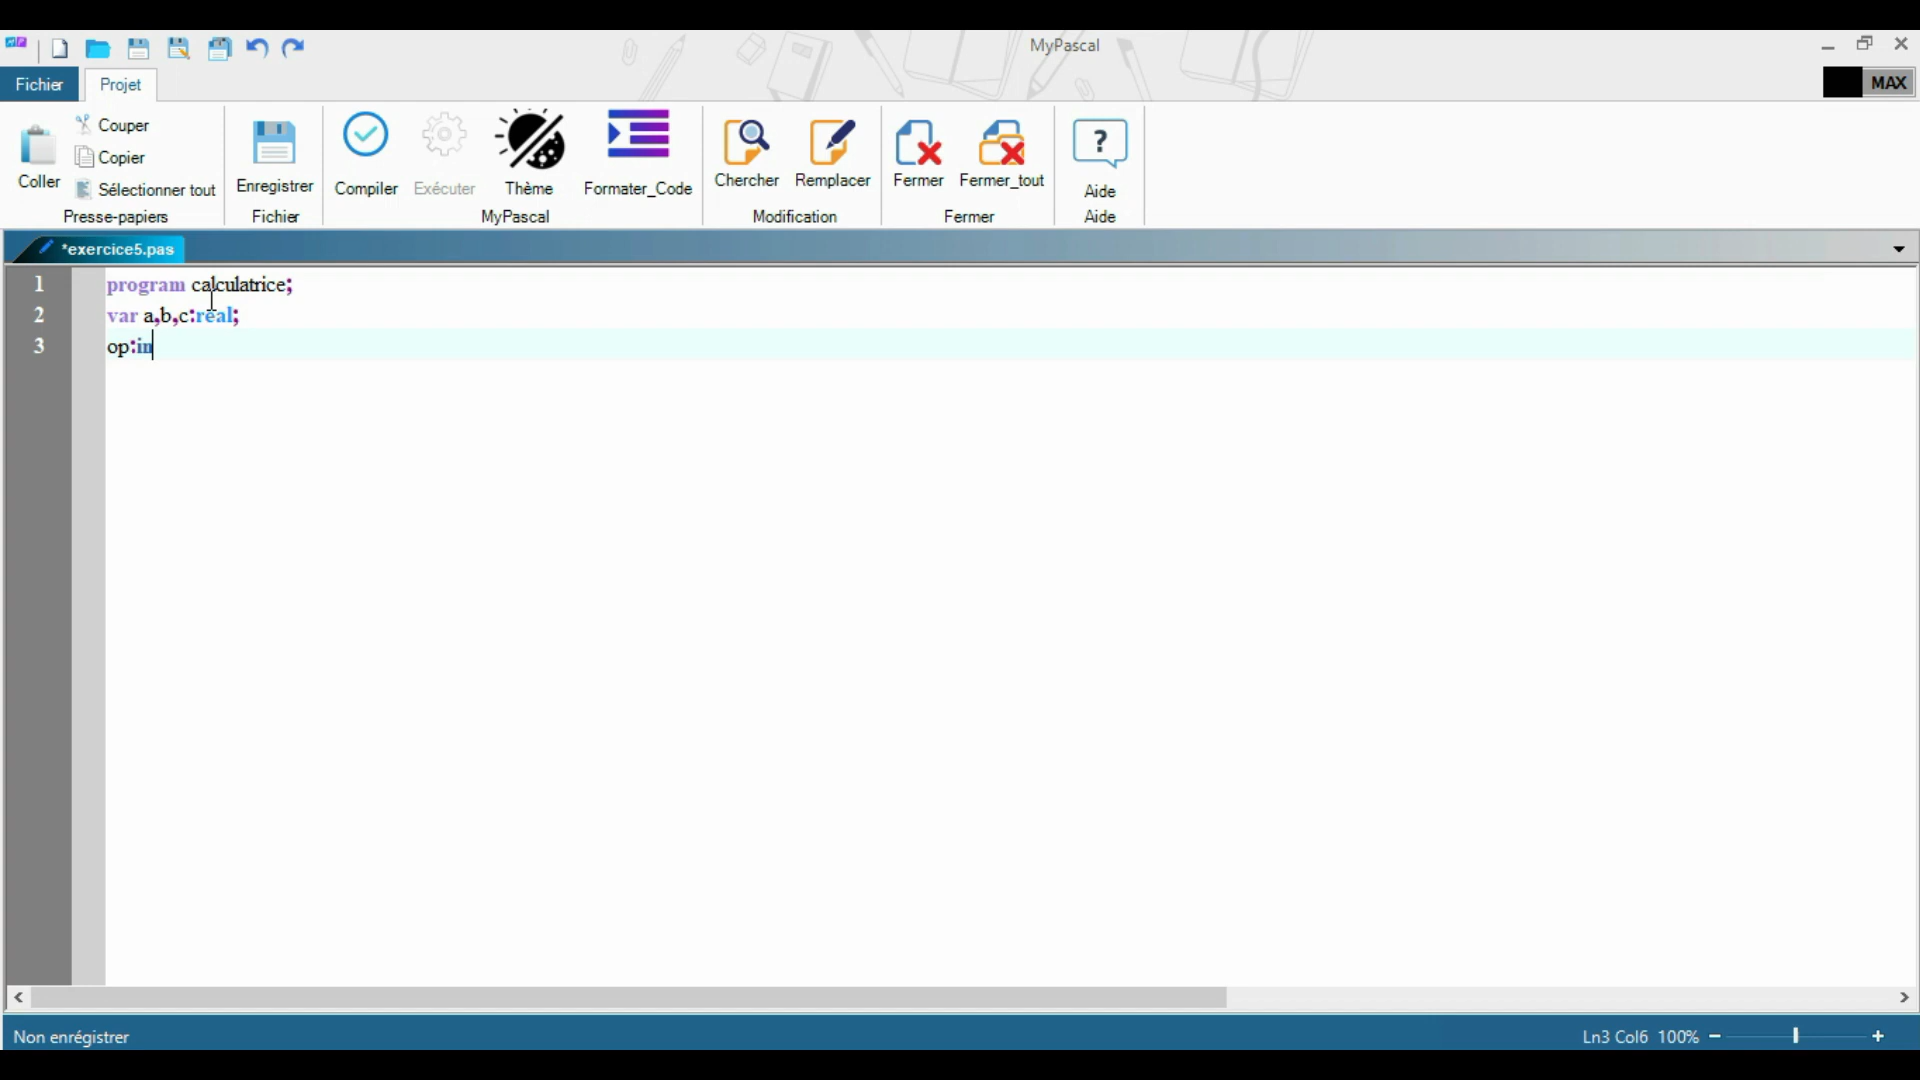 MyPascal
Fichier
Projet
MAX
Coller
Couper
Copier
Sélectionner tout
Presse-papiers
Enregistrer
Fichier
Compiler
Exécuter
Thème
Formater_Code
MyPascal
Chercher
Remplacer
Modification
Fermer
Fermer_tout
Fermer
?
Aide
Aide
*exercice5.pas
1 program calculatrice;
2 var a,b,c:real;
3 op:in
Non enrégistrer
Ln3 Col6 100%